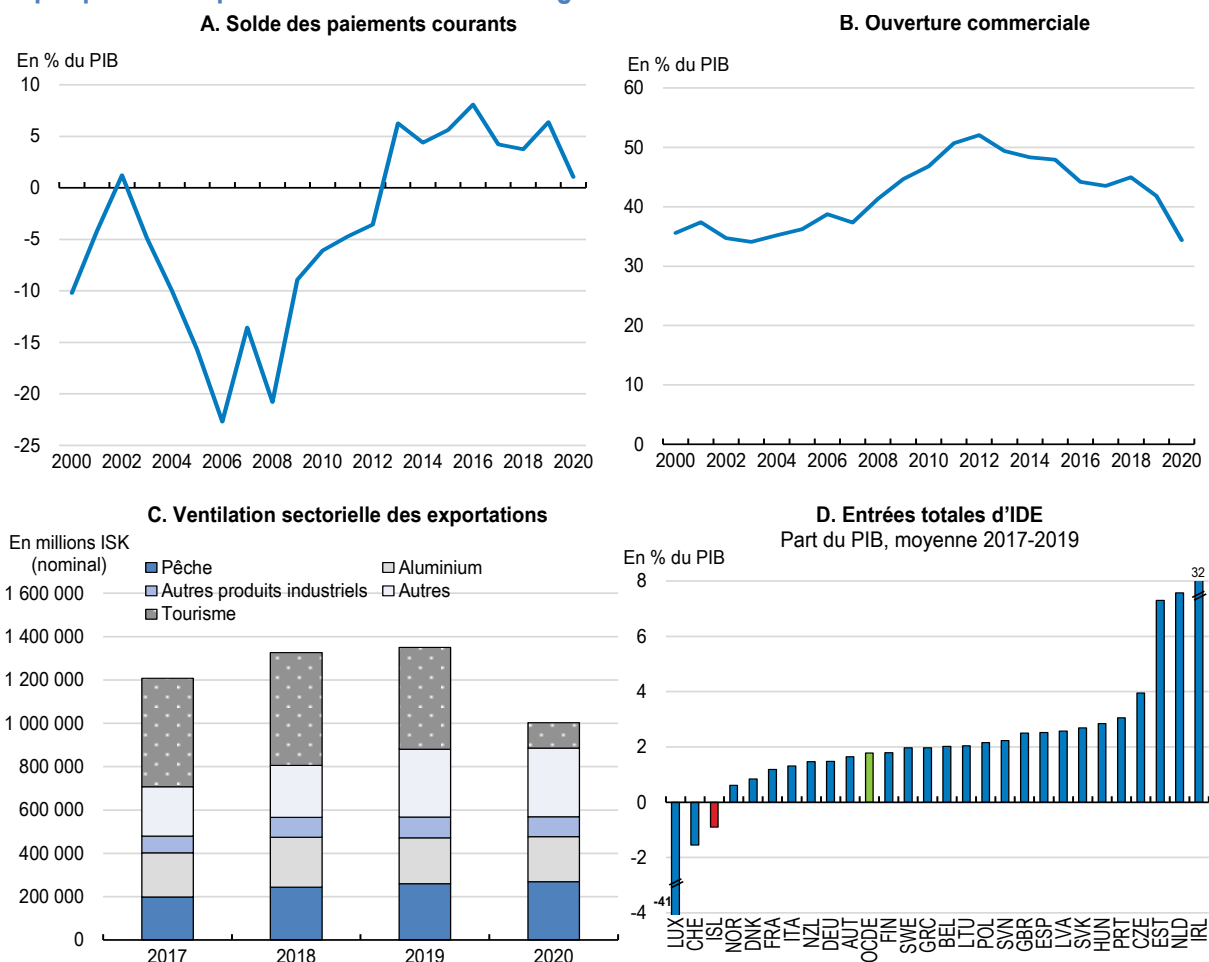 A. Solde des paiements courants
En % du PIB
10
5
0
-5
-10
-15
-20
-25
2000 2002 2004 2006 2008 2010 2012 2014 2016 2018 2020
B. Ouverture commerciale
En % du PIB
60
50
40
30
20
10
0
2000 2002 2004 2006 2008 2010 2012 2014 2016 2018 2020
C. Ventilation sectorielle des exportations
En millions ISK
(nominal)
Pêche
Aluminium
Autres produits industriels
Autres
Tourisme
1 600 000
1 400 000
1 200 000
1 000 000
800 000
600 000
400 000
200 000
0
2017 2018 2019 2020
D. Entrées totales d'IDE
Part du PIB, moyenne 2017-2019
En % du PIB
8
6
4
2
0
-2
-4
-41
32
LUX CHE ISL NOR DNK FRA ITA NZL DEU AUT OCDE FIN SWE GRC BEL LTU POL SVN GBR ESP LVA SVK HUN PRT CZE EST NLD IRL